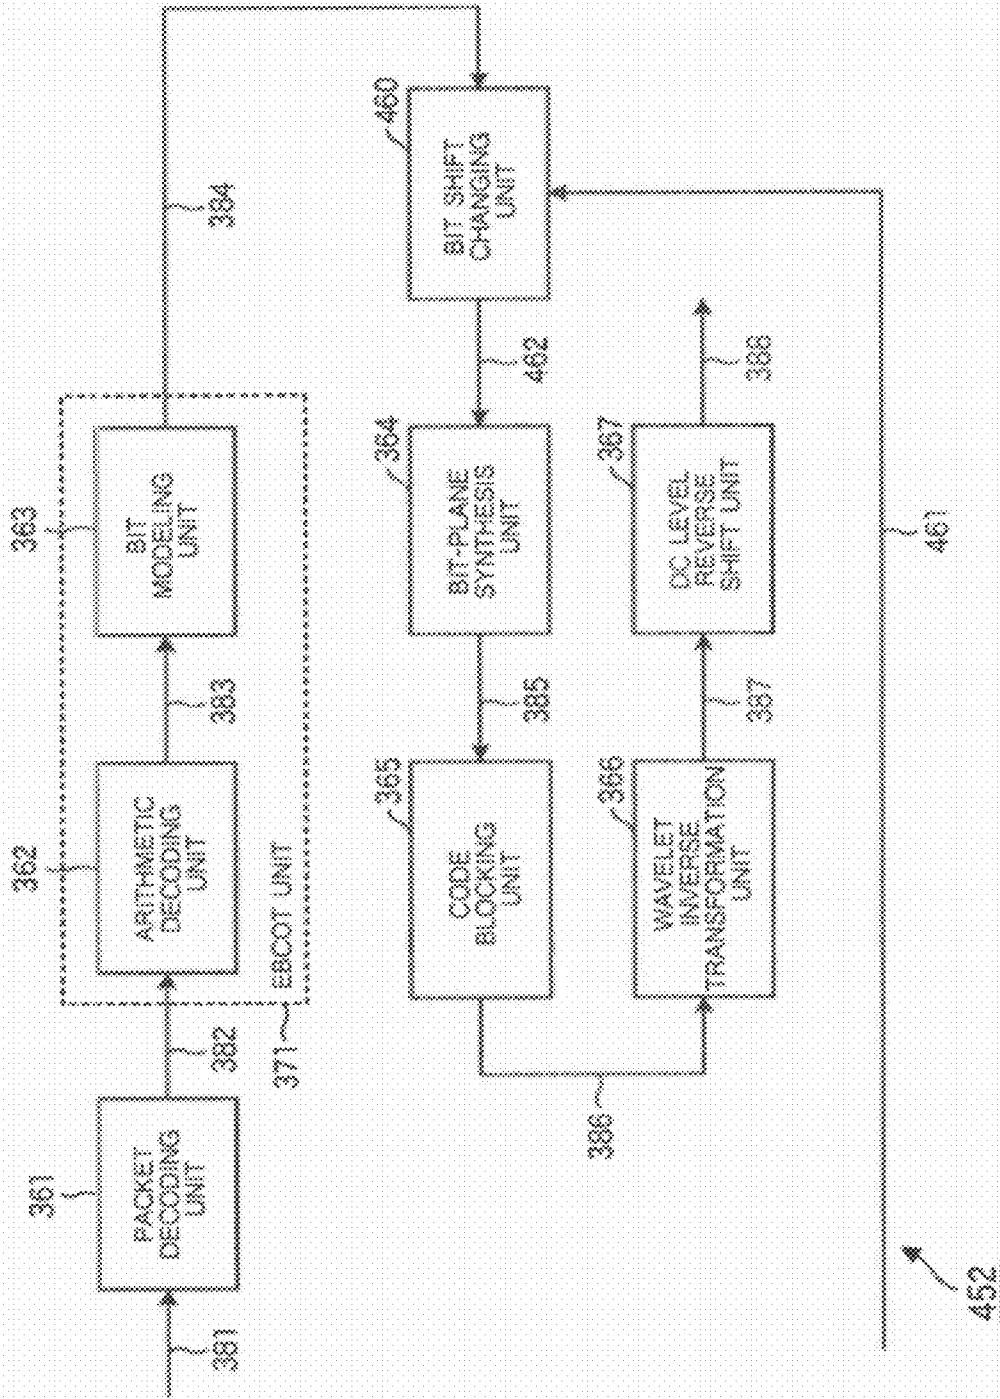 381
361
PACKET
DECODING
UNIT
382
371
EBCOT UNIT
362
ARITHMETIC
DECODING
UNIT
383
363
BIT
MODELING
UNIT
384
460
BIT SHIFT
CHANGING
UNIT
462
364
BIT-PLANE
SYNTHESIS
UNIT
385
365
CODE
BLOCKING
UNIT
386
366
WAVELET
INVERSE
TRANSFORMATION
UNIT
387
367
DC LEVEL
REVERSE
SHIFT UNIT
388
461
452